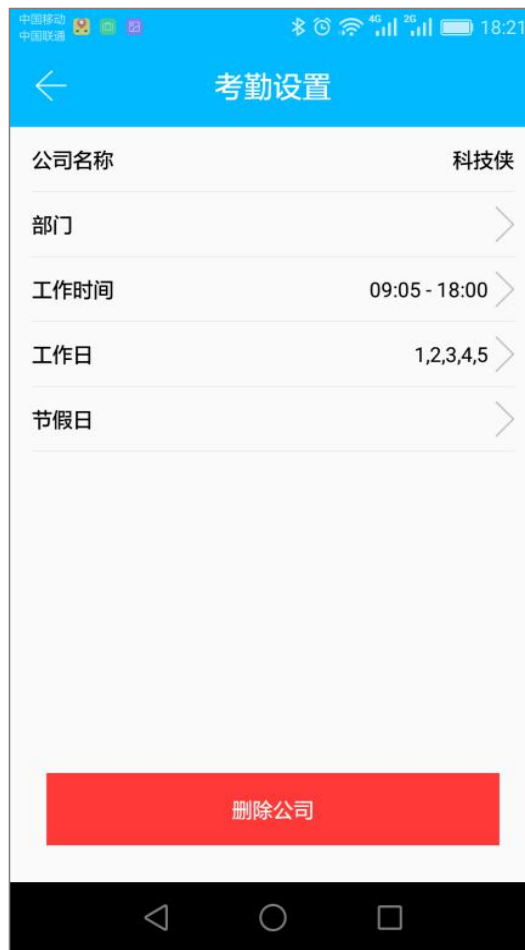 中国移动
中国联通
4G 2G 18:21
考勤设置
公司名称 科技侠
部门
工作时间 09:05 - 18:00
工作日 1,2,3,4,5
节假日
删除公司